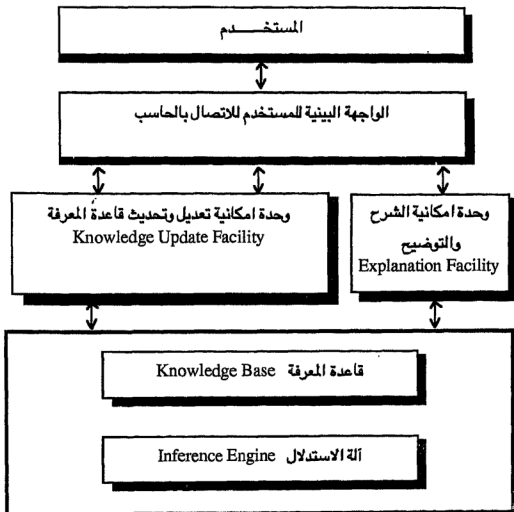 المستخـــــدم
الواجهة البينية للمستخدم للاتصال بالحاسب
وحدة امكانية الشرح
والتوضيح
Explanation Facility
وحدة امكانية تعديل وتحديث قاعدة المعرفة
Knowledge Update Facility
قاعدة المعرفة Knowledge Base
آلة الاستدلال Inference Engine